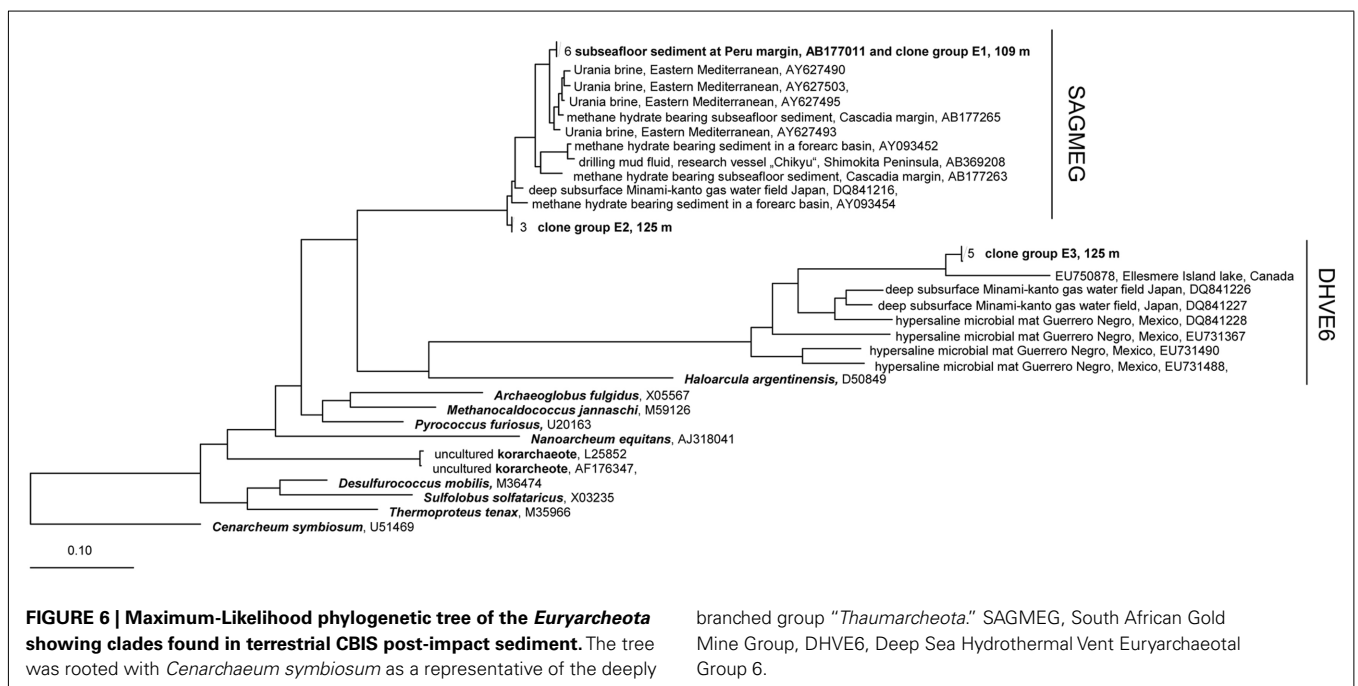 6 subseafloor sediment at Peru margin, AB177011 and clone group E1, 109 m
Urania brine, Eastern Mediterranean, AY627490
Urania brine, Eastern Mediterranean, AY627503,
Urania brine, Eastern Mediterranean, AY627495
methane hydrate bearing subseafloor sediment, Cascadia margin, AB177265
Urania brine, Eastern Mediterranean, AY627493
methane hydrate bearing sediment in a forearc basin, AY093452
drilling mud fluid, research vessel „Chikyu“, Shimokita Peninsula, AB369208
methane hydrate bearing subseafloor sediment, Cascadia margin, AB177263
deep subsurface Minami-kanto gas water field Japan, DQ841216,
methane hydrate bearing sediment in a forearc basin, AY093454
3 clone group E2, 125 m
SAGMEG
5 clone group E3, 125 m
EU750878, Ellesmere Island lake, Canada
deep subsurface Minami-kanto gas water field Japan, DQ841226
deep subsurface Minami-kanto gas water field, Japan, DQ841227
hypersaline microbial mat Guerrero Negro, Mexico, DQ841228
hypersaline microbial mat Guerrero Negro, Mexico, EU731367
hypersaline microbial mat Guerrero Negro, Mexico, EU731490
hypersaline microbial mat Guerrero Negro, Mexico, EU731488,
DHVE6
Haloarcula argentinensis, D50849
Archaeoglobus fulgidus, X05567
Methanocaldococcus jannaschi, M59126
Pyrococcus furiosus, U20163
Nanoarcheum equitans, AJ318041
uncultured korarchaeote, L25852
uncultured korarcheote, AF176347,
Desulfurococcus mobilis, M36474
Sulfolobus solfataricus, X03235
Thermoproteus tenax, M35966
Cenarcheum symbiosum, U51469
0.10
FIGURE 6 | Maximum-Likelihood phylogenetic tree of the Euryarcheota
showing clades found in terrestrial CBIS post-impact sediment. The tree
was rooted with Cenarchaeum symbiosum as a representative of the deeply
branched group “Thaumarcheota.” SAGMEG, South African Gold
Mine Group, DHVE6, Deep Sea Hydrothermal Vent Euryarchaeotal
Group 6.